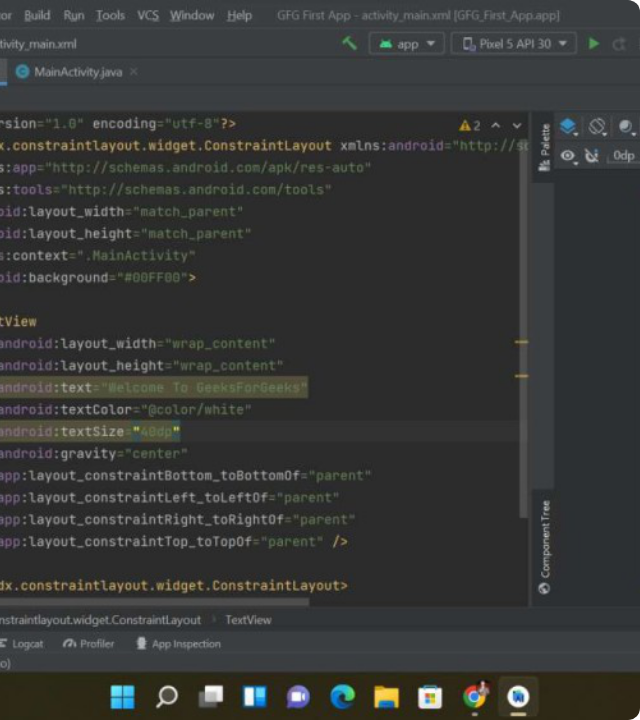 or Build Run Tools VCS Window Help GFG First App - activity_main.xml [GFG_First_App.app]
tivity_main.xml app Pixel 5 API 30
MainActivity.java
rsion="1.0" encoding="utf-8"?>
2
x.constraintlayout.widget.ConstraintLayout xmlns:android="http://sc
s:app="http://schemas.android.com/apk/res-auto"
s:tools="http://schemas.android.com/tools"
oid:layout_width="match_parent"
oid:layout_height="match_parent"
s:context=".MainActivity"
oid:background="#00FF00">
tView
android:layout_width="wrap_content"
android:layout_height="wrap_content"
android:text="Welcome To GeeksForGeeks"
android:textColor="@color/white"
android:textSize="40dp"
android:gravity="center"
app:layout_constraintBottom_toBottomOf="parent"
app:layout_constraintLeft_toLeftOf="parent"
app:layout_constraintRight_toRightOf="parent"
app:layout_constraintTop_toTopOf="parent" />
dx.constraintlayout.widget.ConstraintLayout>
Palette
0dp
Component Tree
nstraintlayout.widget.ConstraintLayout TextView
Logcat Profiler App Inspection
o)